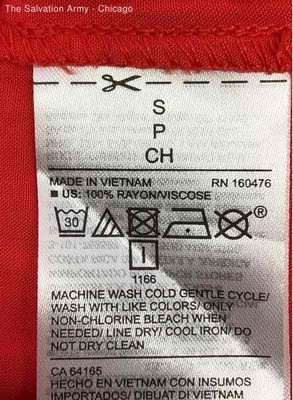 The Salvation Army - Chicago
S
P
CH
MADE IN VIETNAM RN 160476
■ US: 100% RAYON/VISCOSE
30
®
1
1166
MACHINE WASH COLD GENTLE CYCLE/
WASH WITH LIKE COLORS/ ONLY
NON-CHLORINE BLEACH WHEN
NEEDED/ LINE DRY/ COOL IRON/ DO
NOT DRY CLEAN
CA 64165
HECHO EN VIETNAM CON INSUMOS
IMPORTADOS/ DIBUAT DI VIETNAM